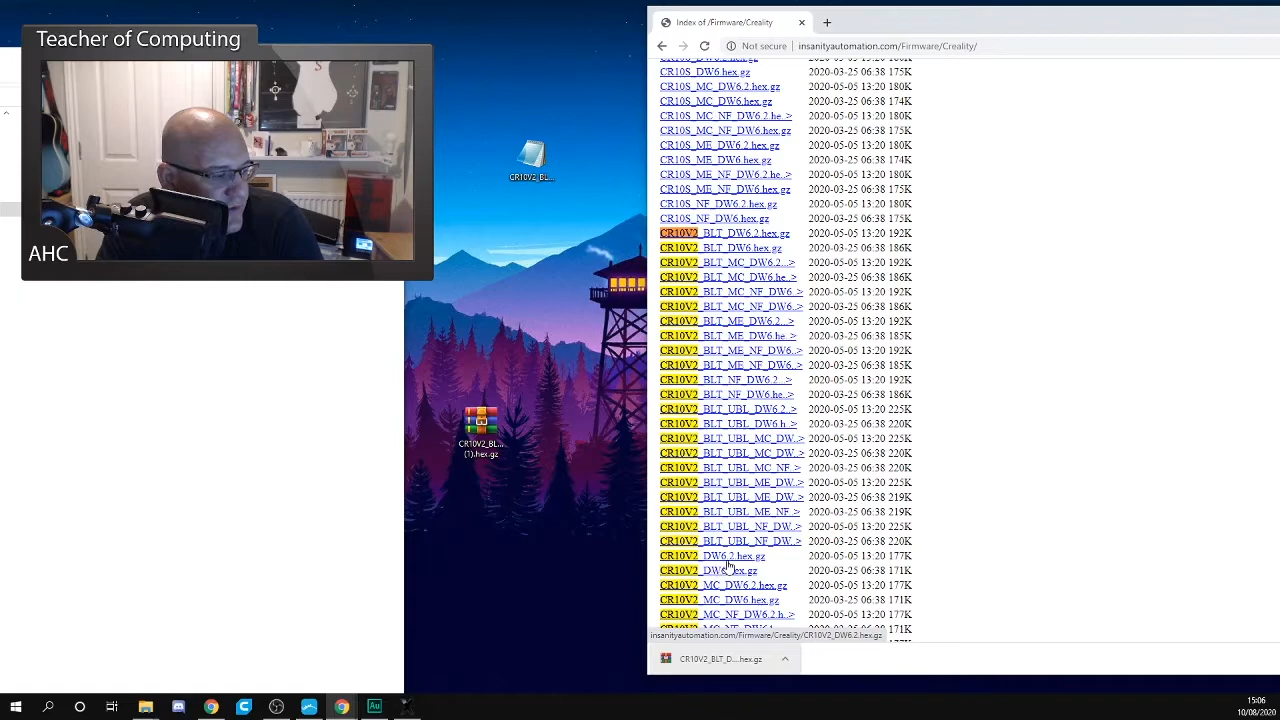 Teacher of Computing
AHC
CR10V2_BL...
CR10V2_BL...
(1).hex.gz
Index of /Firmware/Creality
Not secure
insanityautomation.com/Firmware/Creality/
CR10S_DW6.hex.gz 2020-03-25 06:38 175K
CR10S_MC_DW6.2.hex.gz 2020-05-05 13:20 180K
CR10S_MC_DW6.hex.gz 2020-03-25 06:38 174K
CR10S_MC_NF_DW6.2.he..> 2020-05-05 13:20 180K
CR10S_MC_NF_DW6.hex.gz 2020-03-25 06:38 175K
CR10S_ME_DW6.2.hex.gz 2020-05-05 13:20 180K
CR10S_ME_DW6.hex.gz 2020-03-25 06:38 174K
CR10S_ME_NF_DW6.2.he..> 2020-05-05 13:20 180K
CR10S_ME_NF_DW6.hex.gz 2020-03-25 06:38 175K
CR10S_NF_DW6.2.hex.gz 2020-05-05 13:20 180K
CR10S_NF_DW6.hex.gz 2020-03-25 06:38 175K
CR10V2_BLT_DW6.2.hex.gz 2020-05-05 13:20 192K
CR10V2_BLT_DW6.hex.gz 2020-03-25 06:38 186K
CR10V2_BLT_MC_DW6.2...> 2020-05-05 13:20 192K
CR10V2_BLT_MC_DW6.he..> 2020-03-25 06:38 186K
CR10V2_BLT_MC_NF_DW6..> 2020-05-05 13:20 192K
CR10V2_BLT_MC_NF_DW6..> 2020-03-25 06:38 186K
CR10V2_BLT_ME_DW6.2...> 2020-05-05 13:20 192K
CR10V2_BLT_ME_DW6.he..> 2020-03-25 06:38 185K
CR10V2_BLT_ME_NF_DW6..> 2020-05-05 13:20 192K
CR10V2_BLT_ME_NF_DW6..> 2020-03-25 06:38 185K
CR10V2_BLT_NF_DW6.2...> 2020-05-05 13:20 192K
CR10V2_BLT_NF_DW6.he..> 2020-03-25 06:38 186K
CR10V2_BLT_UBL_DW6.2..> 2020-05-05 13:20 225K
CR10V2_BLT_UBL_DW6.h..> 2020-03-25 06:38 220K
CR10V2_BLT_UBL_MC_DW..> 2020-05-05 13:20 225K
CR10V2_BLT_UBL_MC_DW..> 2020-03-25 06:38 220K
CR10V2_BLT_UBL_MC_NF..> 2020-03-25 06:38 220K
CR10V2_BLT_UBL_ME_DW..> 2020-05-05 13:20 225K
CR10V2_BLT_UBL_ME_DW..> 2020-03-25 06:38 219K
CR10V2_BLT_UBL_ME_NF..> 2020-03-25 06:38 219K
CR10V2_BLT_UBL_NF_DW..> 2020-05-05 13:20 225K
CR10V2_BLT_UBL_NF_DW..> 2020-03-25 06:38 220K
CR10V2_DW6.2.hex.gz 2020-05-05 13:20 177K
CR10V2_DW6.hex.gz 2020-03-25 06:38 171K
CR10V2_MC_DW6.2.hex.gz 2020-05-05 13:20 177K
CR10V2_MC_DW6.hex.gz 2020-03-25 06:38 171K
CR10V2_MC_NF_DW6.2.h..> 2020-05-05 13:20 177K
171K
insanityautomation.com/Firmware/Creality/CR10V2_DW6.2.hex.gz
CR10V2_BLT_D....hex.gz
Au
15:06
10/08/2020